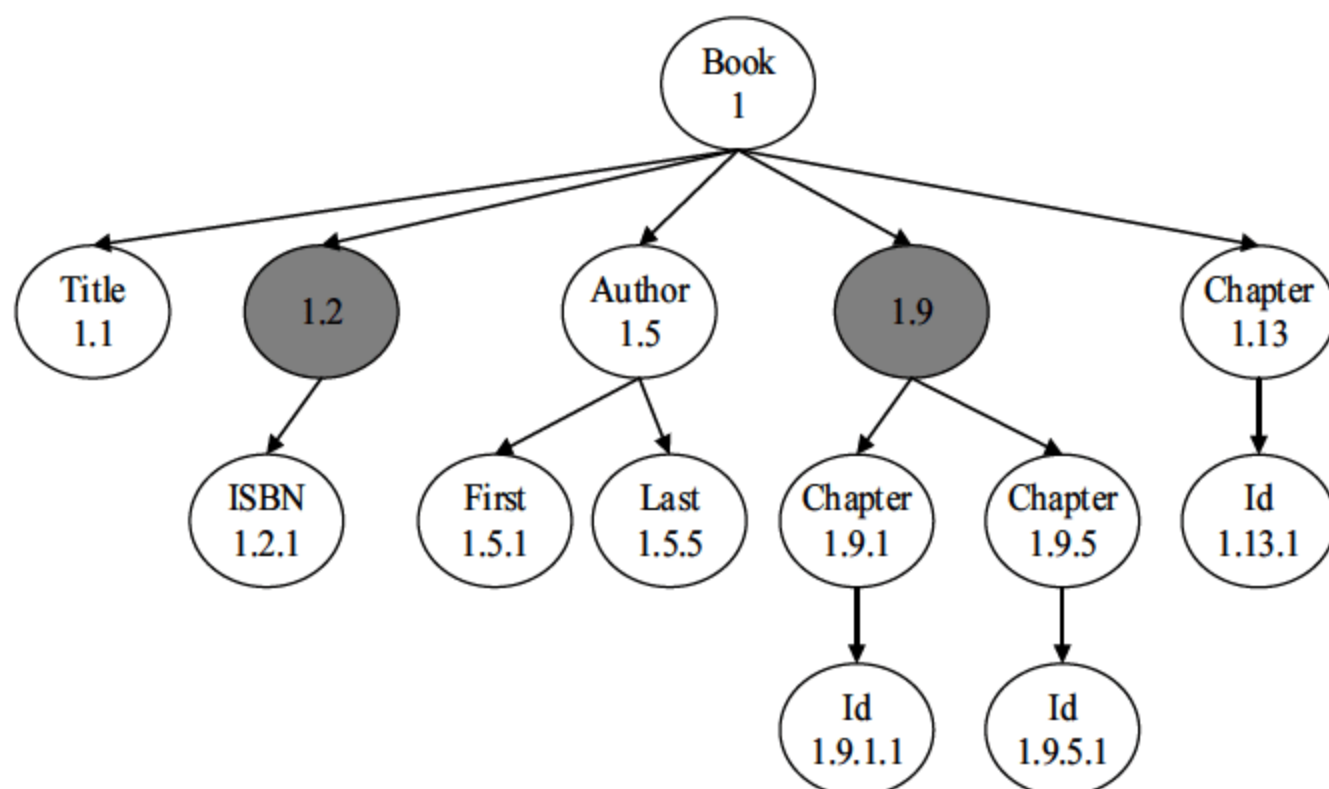 Book
1
Title
1.1
1.2
Author
1.5
1.9
Chapter
1.13
ISBN
1.2.1
First
1.5.1
Last
1.5.5
Chapter
1.9.1
Chapter
1.9.5
Id
1.13.1
Id
1.9.1.1
Id
1.9.5.1